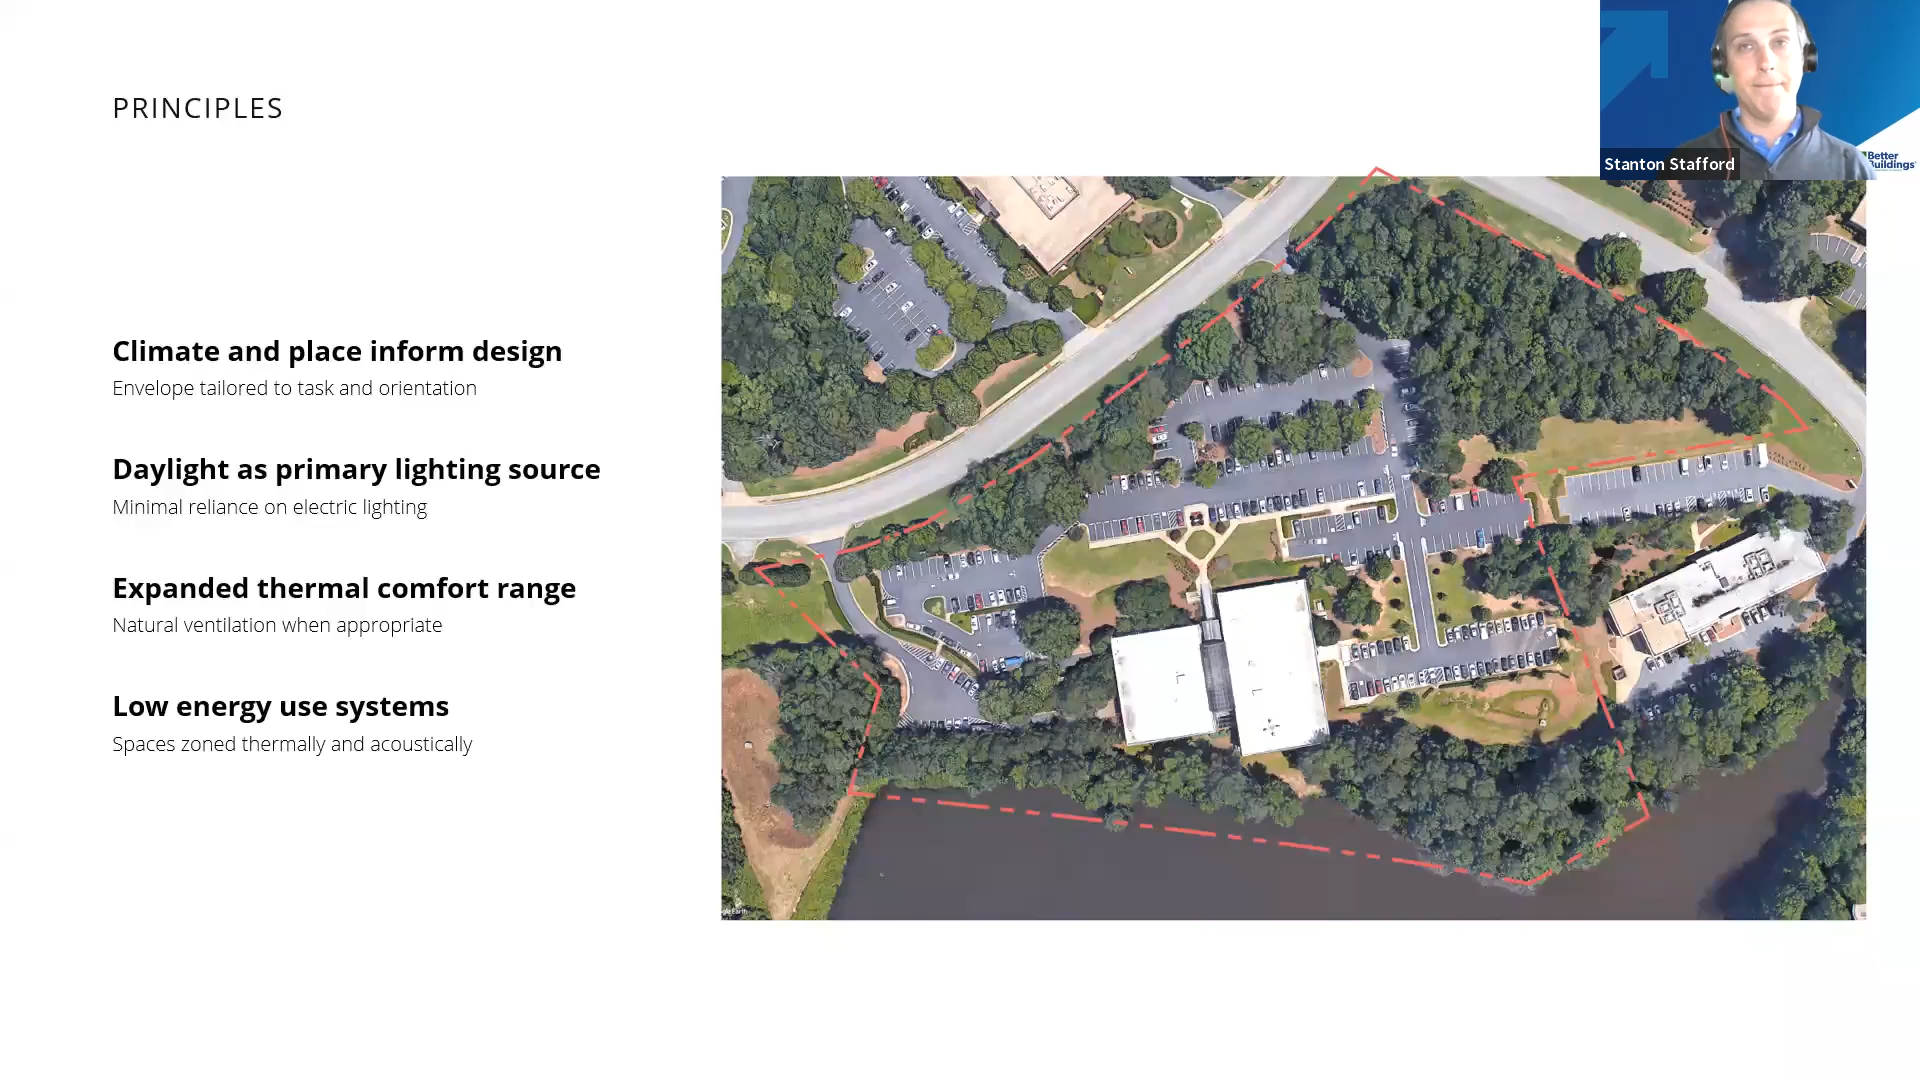 PRINCIPLES
Climate and place inform design
Envelope tailored to task and orientation
Daylight as primary lighting source
Minimal reliance on electric lighting
Expanded thermal comfort range
Natural ventilation when appropriate
Low energy use systems
Spaces zoned thermally and acoustically
Stanton Stafford
Better
Buildings